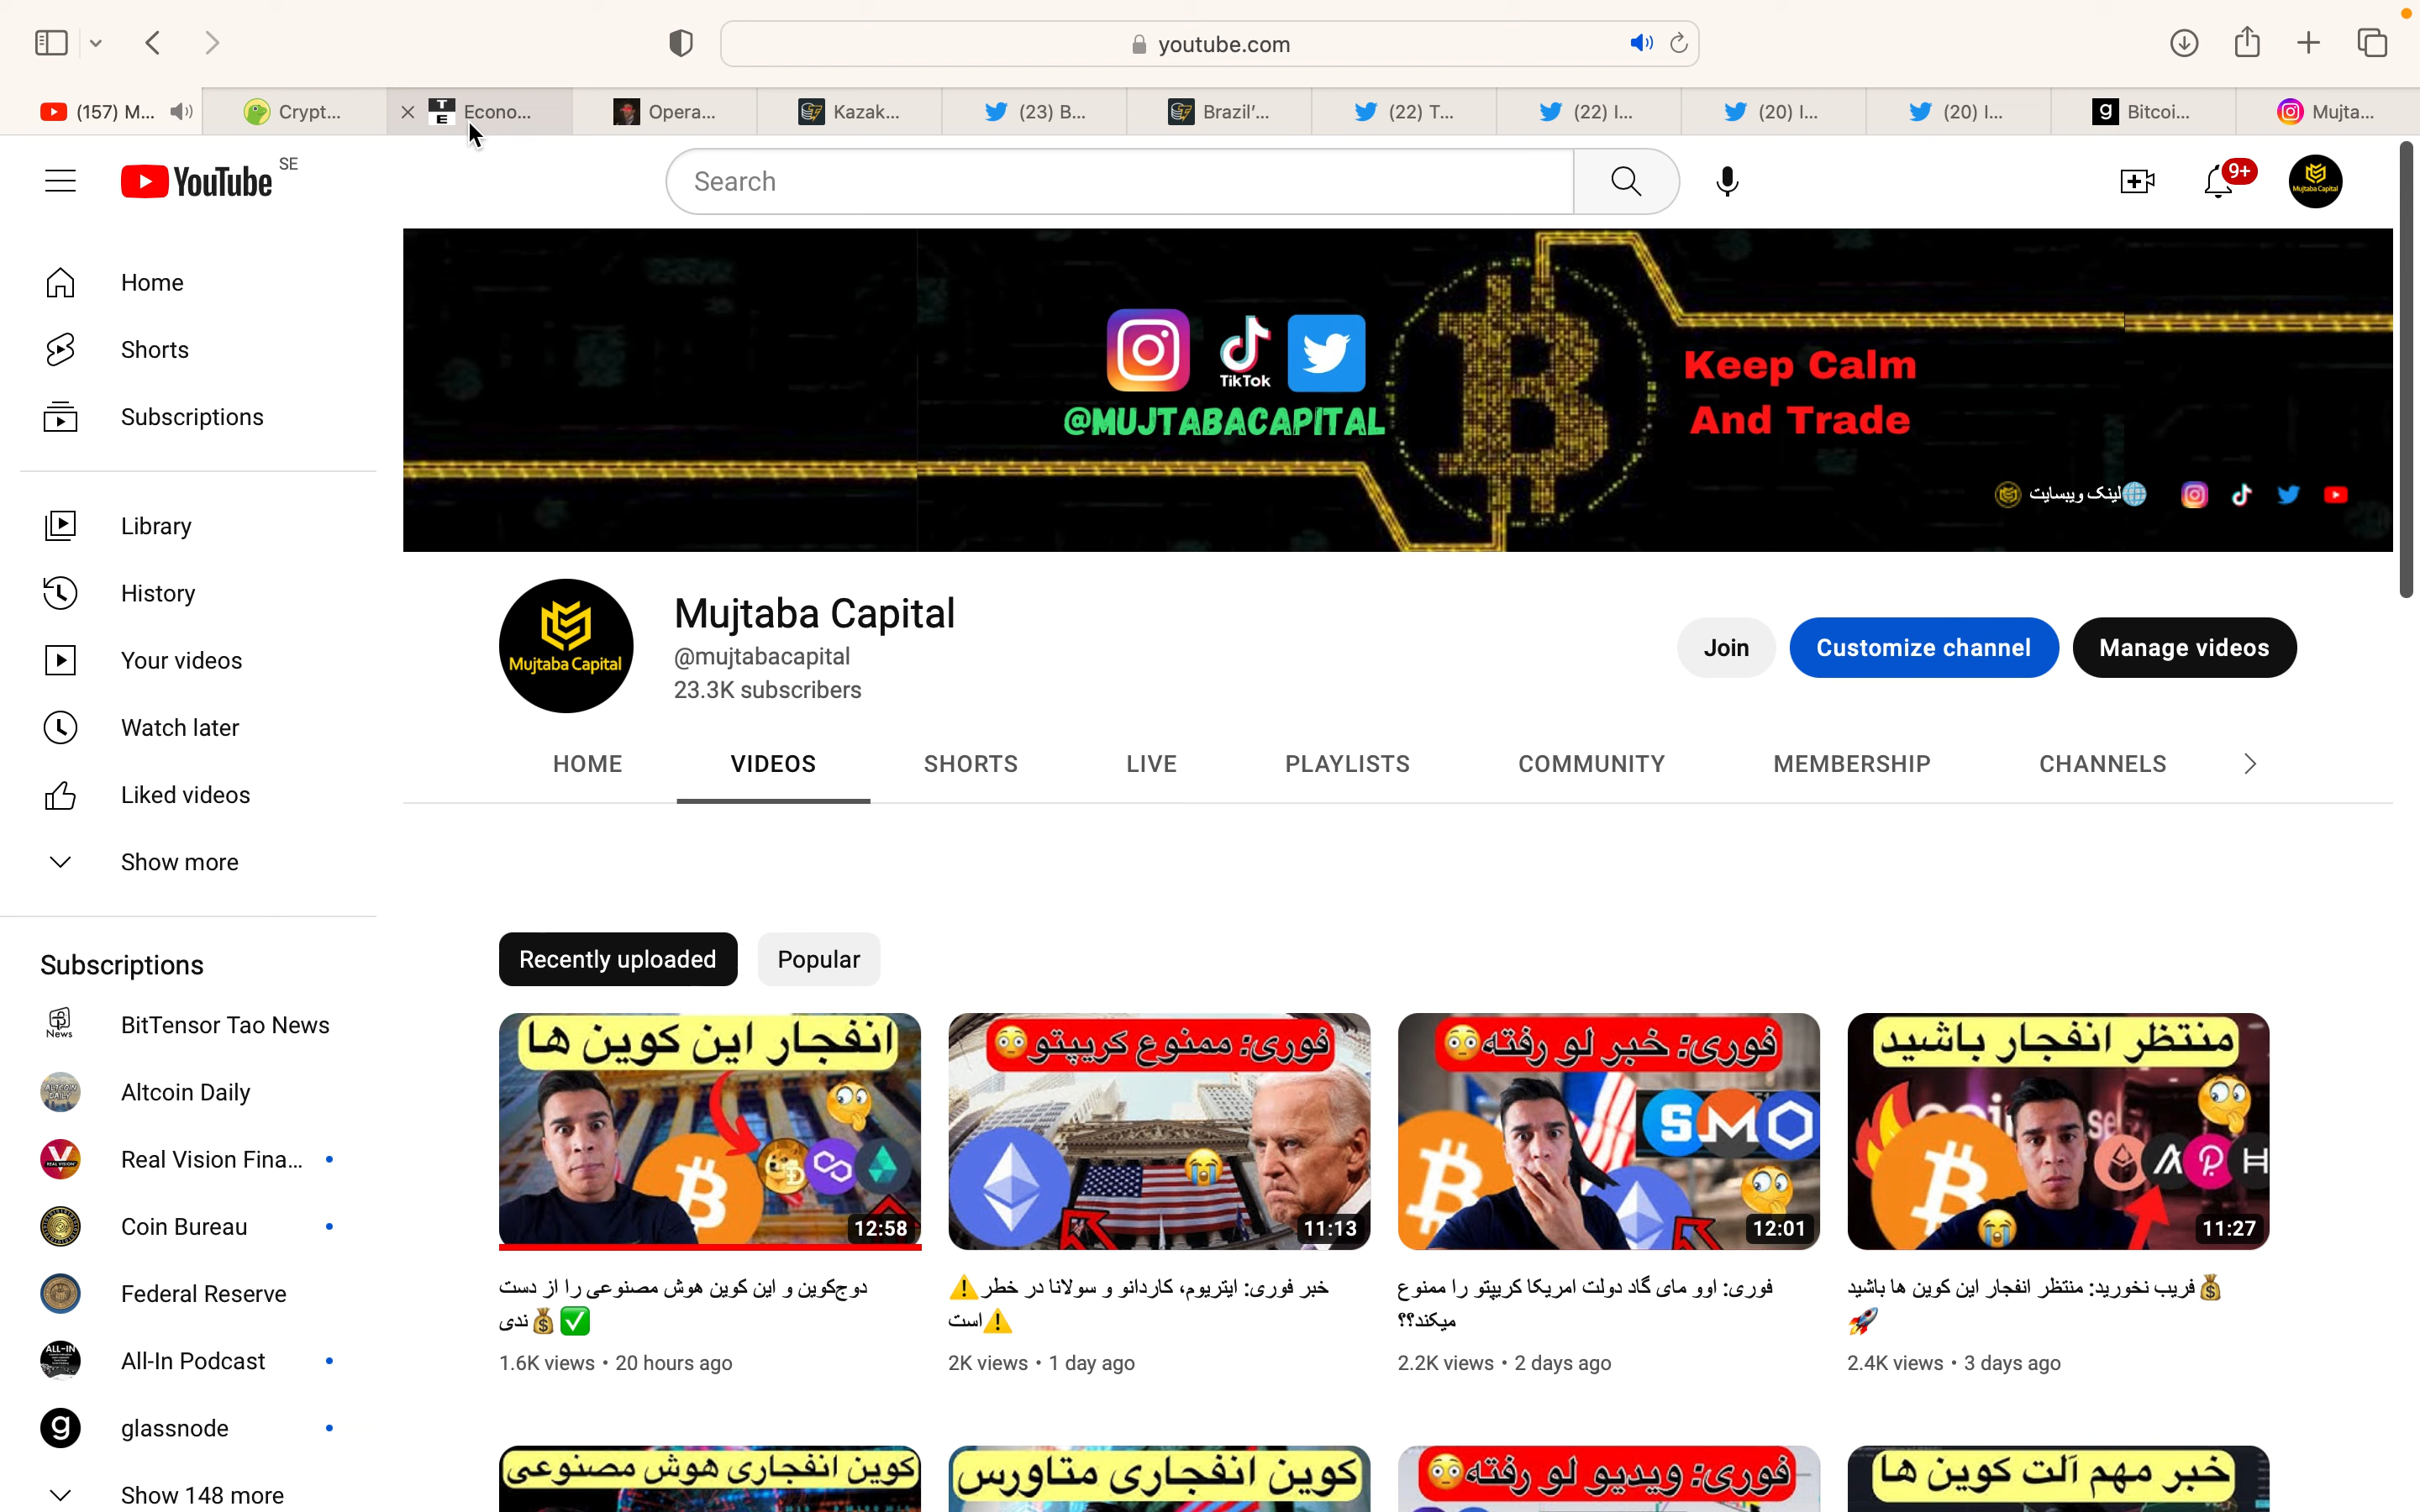 youtube.com
(157) M...
Crypt...
Econo...
Opera...
Kazak...
(23) B...
Brazil'...
(22) T...
(22) I...
(20) I...
(20) I...
Bitcoi...
Mujta...
YouTube SE
Search
9+
Home
Shorts
Subscriptions
Library
History
Your videos
Watch later
Liked videos
Show more
Subscriptions
BitTensor Tao News
Altcoin Daily
Real Vision Fina...
Coin Bureau
Federal Reserve
All-In Podcast
glassnode
Show 148 more
TikTok
@MUJTABACAPITAL
Keep Calm
And Trade
لینک ویبسایت
Mujtaba Capital
Mujtaba Capital
@mujtabacapital
23.3K subscribers
Join
Customize channel
Manage videos
HOME
VIDEOS
SHORTS
LIVE
PLAYLISTS
COMMUNITY
MEMBERSHIP
CHANNELS
Recently uploaded
Popular
انفجار این کوین ها
12:58
دوج‌کوین و این کوین هوش مصنوعی را از دست
ندی💰✅
1.6K views • 20 hours ago
فوری: ممنوع کریپتو😳
11:13
⚠️خبر فوری: ایتریوم، کاردانو و سولانا در خطر
است⚠️
2K views • 1 day ago
فوری: خبر لو رفته😳
12:01
فوری: اوو مای گاد دولت امریکا کریپتو را ممنوع
میکند؟؟
2.2K views • 2 days ago
منتظر انفجار باشید
11:27
💰فریب نخورید: منتظر انفجار این کوین ها باشید
🚀
2.4K views • 3 days ago
کوین انفجاری هوش مصنوعی
کوین انفجاری متاورس
فوری: ویدیو لو رفته😳
خبر مهم آلت کوین ها